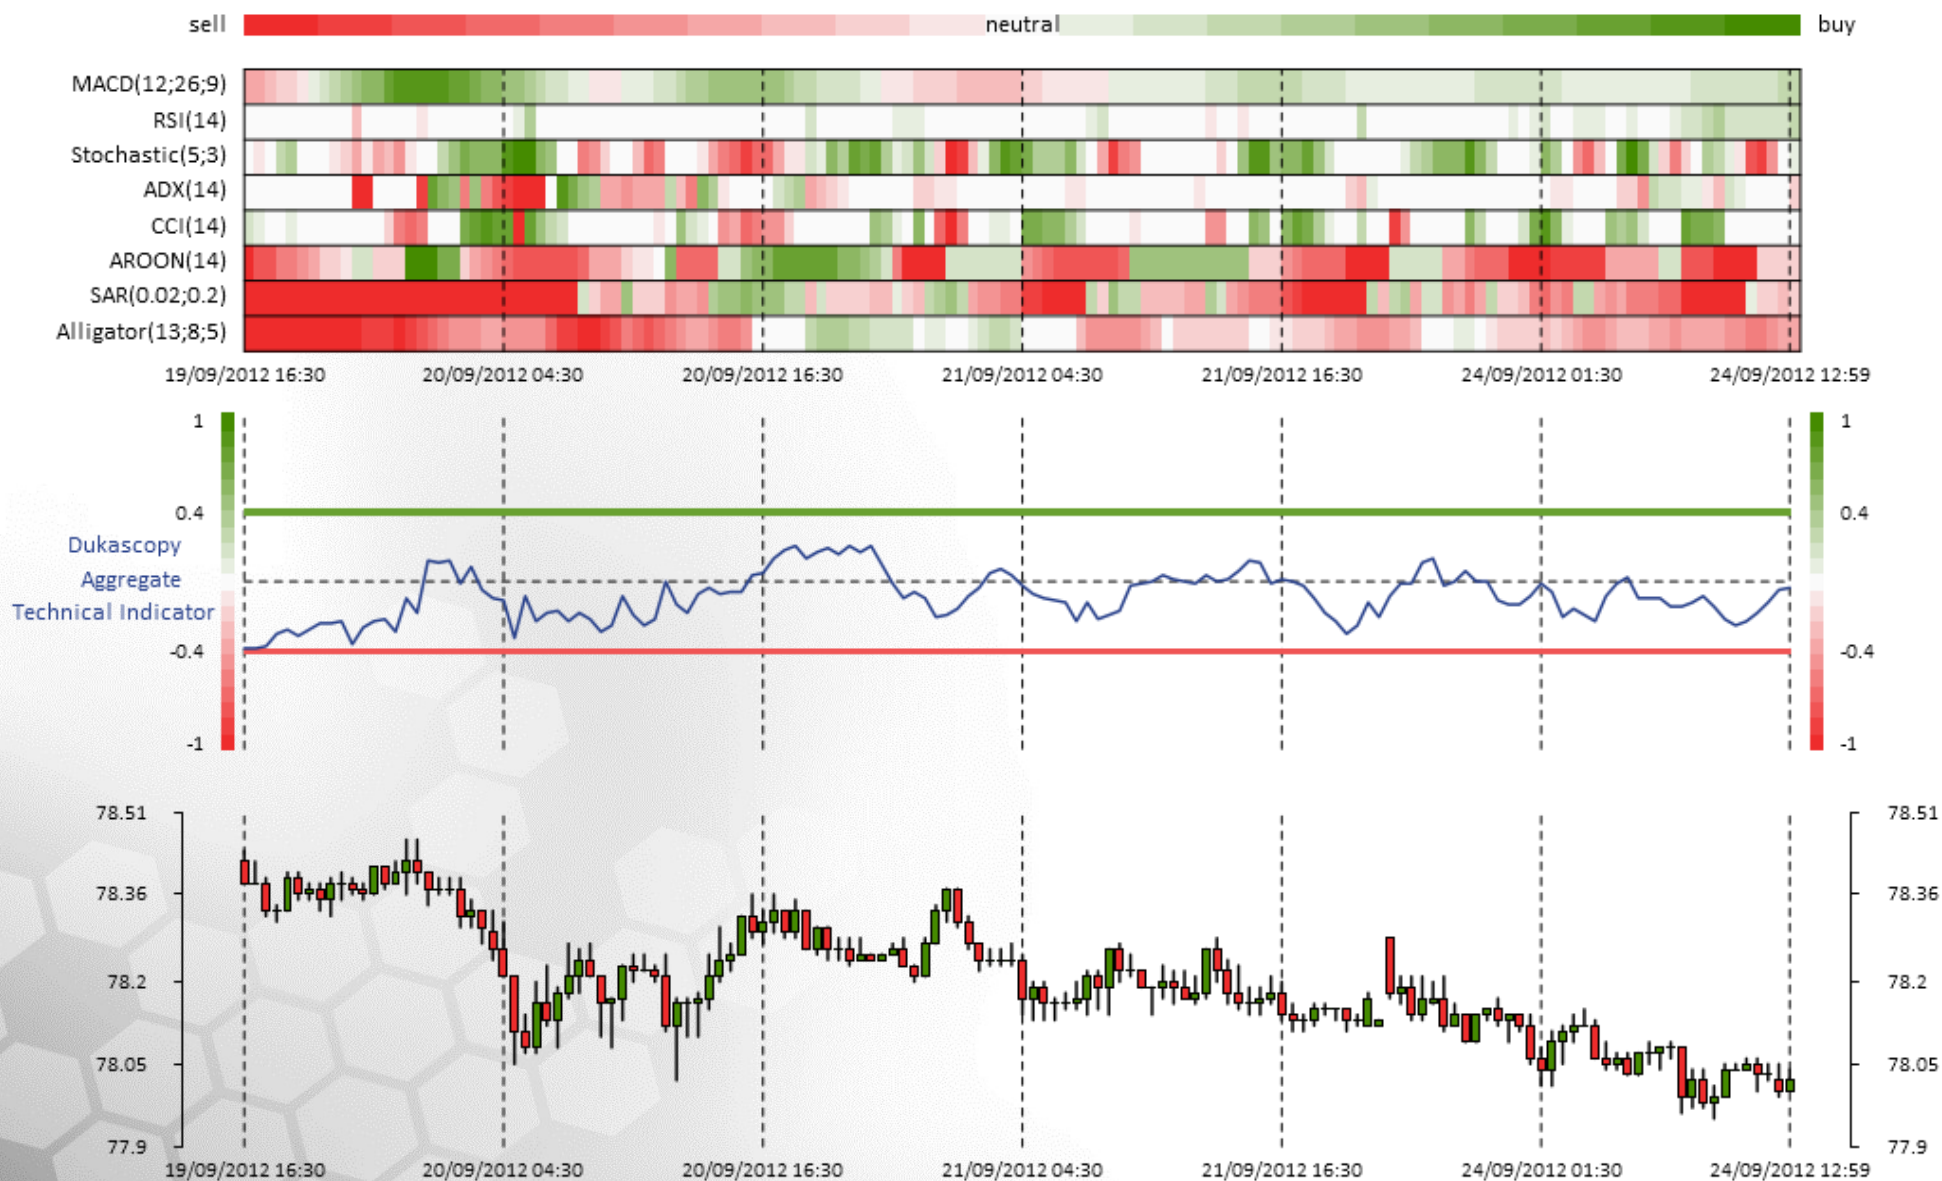 sell neutral buy
MACD(12;26;9)
RSI(14)
Stochastic(5;3)
ADX(14)
CCI(14)
AROON(14)
SAR(0.02;0.2)
Alligator(13;8;5)
19/09/2012 16:30 20/09/2012 04:30 20/09/2012 16:30 21/09/2012 04:30 21/09/2012 16:30 24/09/2012 01:30 24/09/2012 12:59
1 1
0.4 0.4
Dukascopy
Aggregate
Technical Indicator
-0.4 -0.4
-1 -1
78.51 78.51
78.36 78.36
78.2 78.2
78.05 78.05
77.9 77.9
19/09/2012 16:30 20/09/2012 04:30 20/09/2012 16:30 21/09/2012 04:30 21/09/2012 16:30 24/09/2012 01:30 24/09/2012 12:59